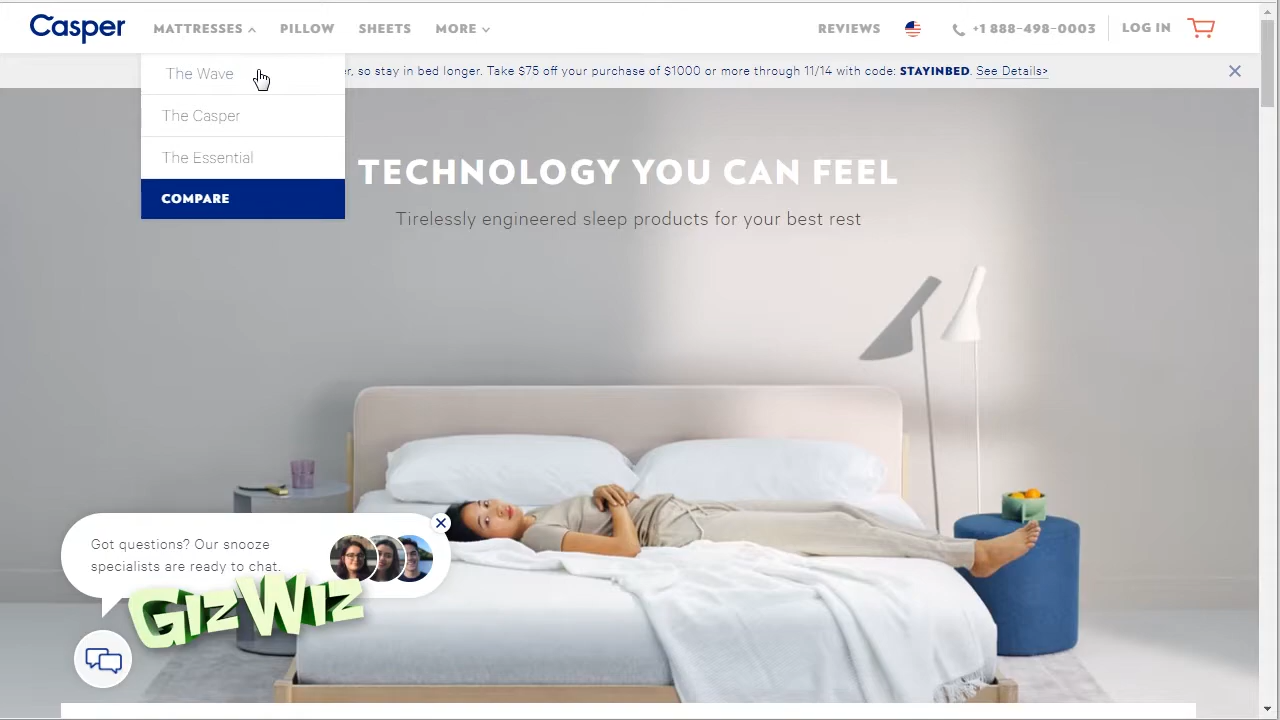 Casper
MATTRESSES
PILLOW
SHEETS
MORE
REVIEWS
+1 888-498-0003
LOG IN
The Wave
, so stay in bed longer. Take $75 off your purchase of $1000 or more through 11/14 with code: STAYINBED. See Details>
The Casper
The Essential
COMPARE
TECHNOLOGY YOU CAN FEEL
Tirelessly engineered sleep products for your best rest
Got questions? Our snooze
specialists are ready to chat.
GizWiz